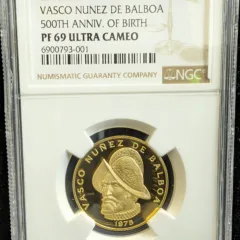 VASCO NUNEZ DE BALBOA
500TH ANNIV. OF BIRTH
PF 69 ULTRA CAMEO
6900793-001
NUMISMATIC GUARANTY COMPANY
NGC
VASCO NUÑEZ DE BALBOA
1975